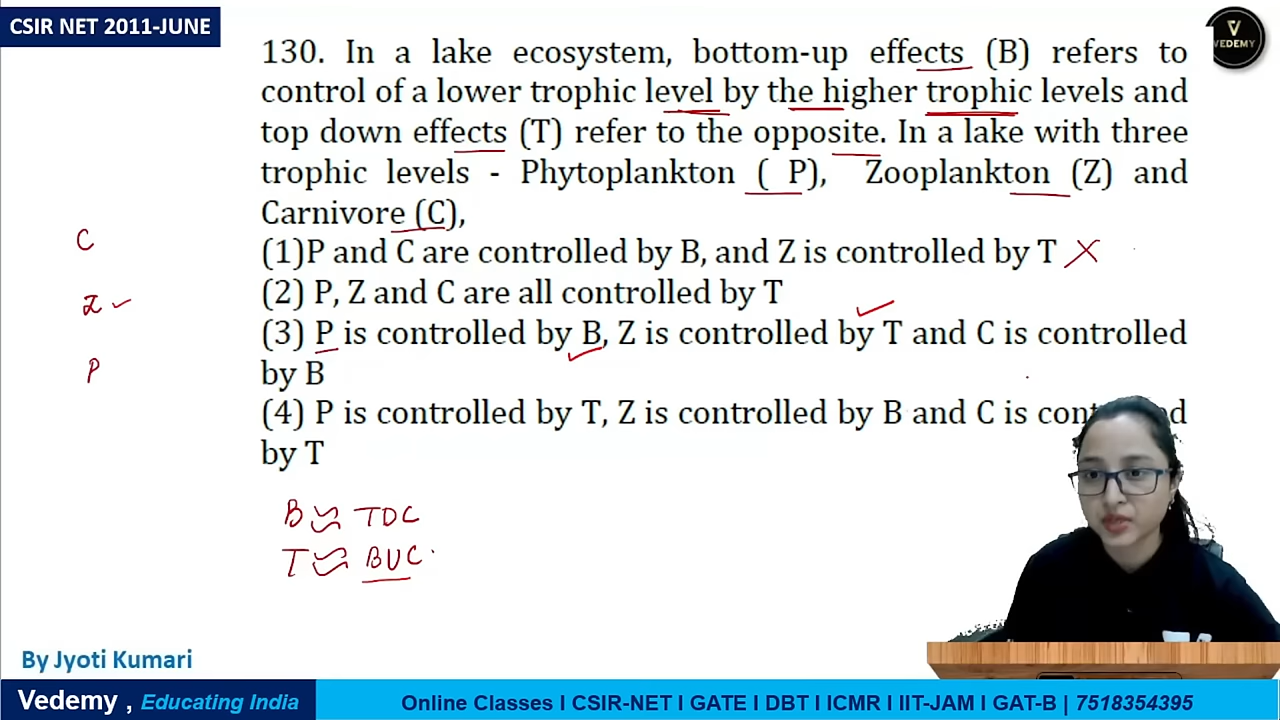 CSIR NET 2011-JUNE
VEDEMY
130. In a lake ecosystem, bottom-up effects (B) refers to
control of a lower trophic level by the higher trophic levels and
top down effects (T) refer to the opposite. In a lake with three
trophic levels - Phytoplankton ( P), Zooplankton (Z) and
Carnivore (C),
(1)P and C are controlled by B, and Z is controlled by T
(2) P, Z and C are all controlled by T
(3) P is controlled by B, Z is controlled by T and C is controlled
by B
(4) P is controlled by T, Z is controlled by B and C is controlled
by T
C
Z
P
B ≈ TDC
T ≈ BUC
By Jyoti Kumari
Vedemy , Educating India
Online Classes I CSIR-NET I GATE I DBT I ICMR I IIT-JAM I GAT-B | 7518354395